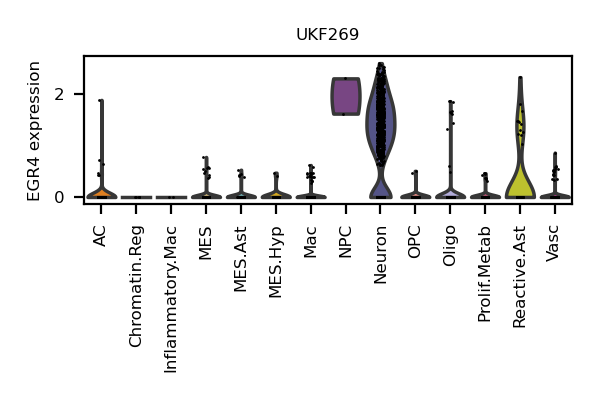 UKF269
EGR4 expression
2
0
AC
Chromatin.Reg
Inflammatory.Mac
MES
MES.Ast
MES.Hyp
Mac
NPC
Neuron
OPC
Oligo
Prolif.Metab
Reactive.Ast
Vasc